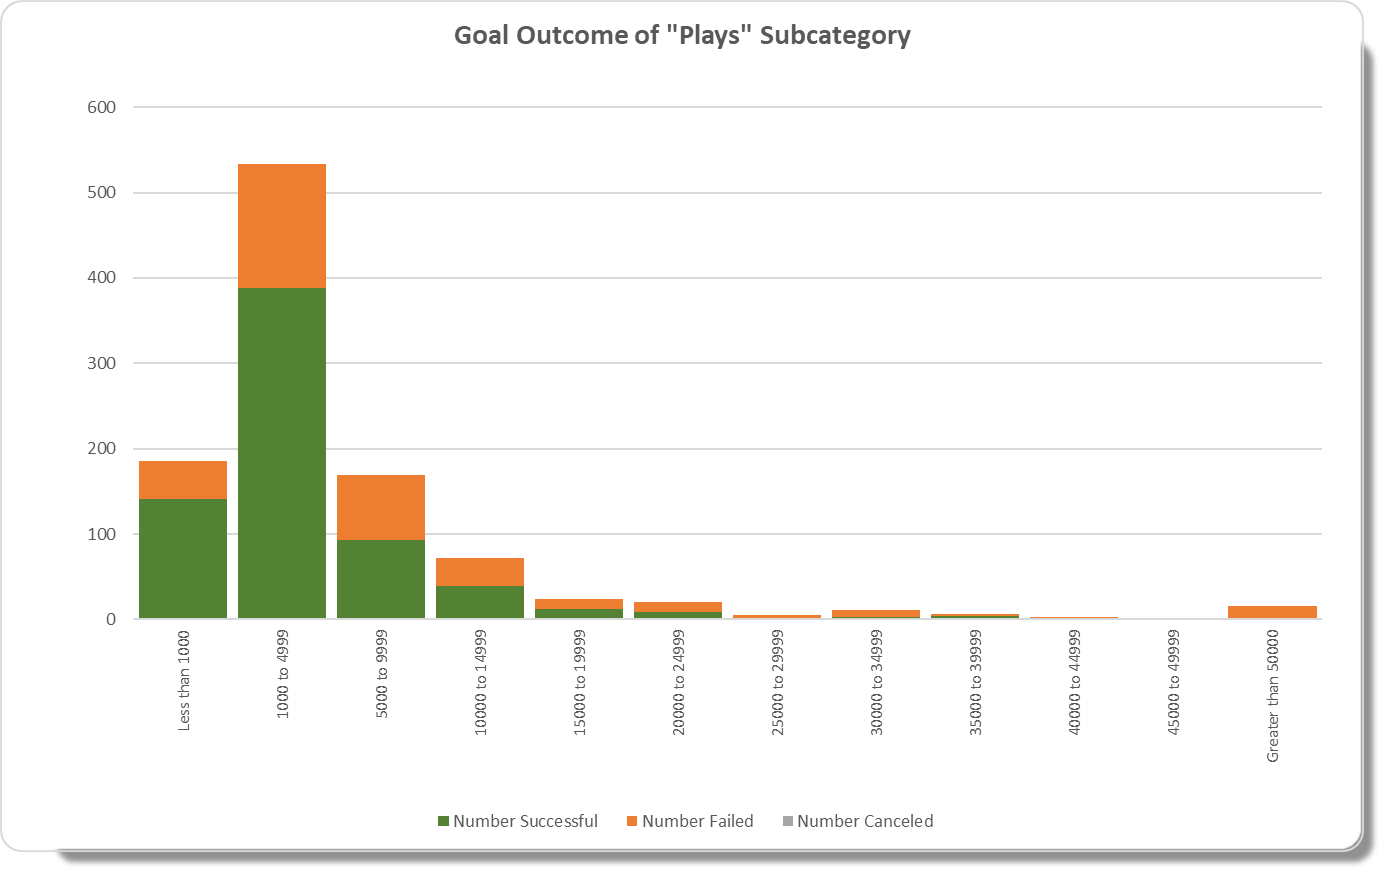 Goal Outcome of "Plays" Subcategory
600
500
400
300
200
100
0
Less than 1000
1000 to 4999
5000 to 9999
10000 to 14999
15000 to 19999
20000 to 24999
25000 to 29999
30000 to 34999
35000 to 39999
40000 to 44999
45000 to 49999
Greater than 50000
Number Successful Number Failed Number Canceled